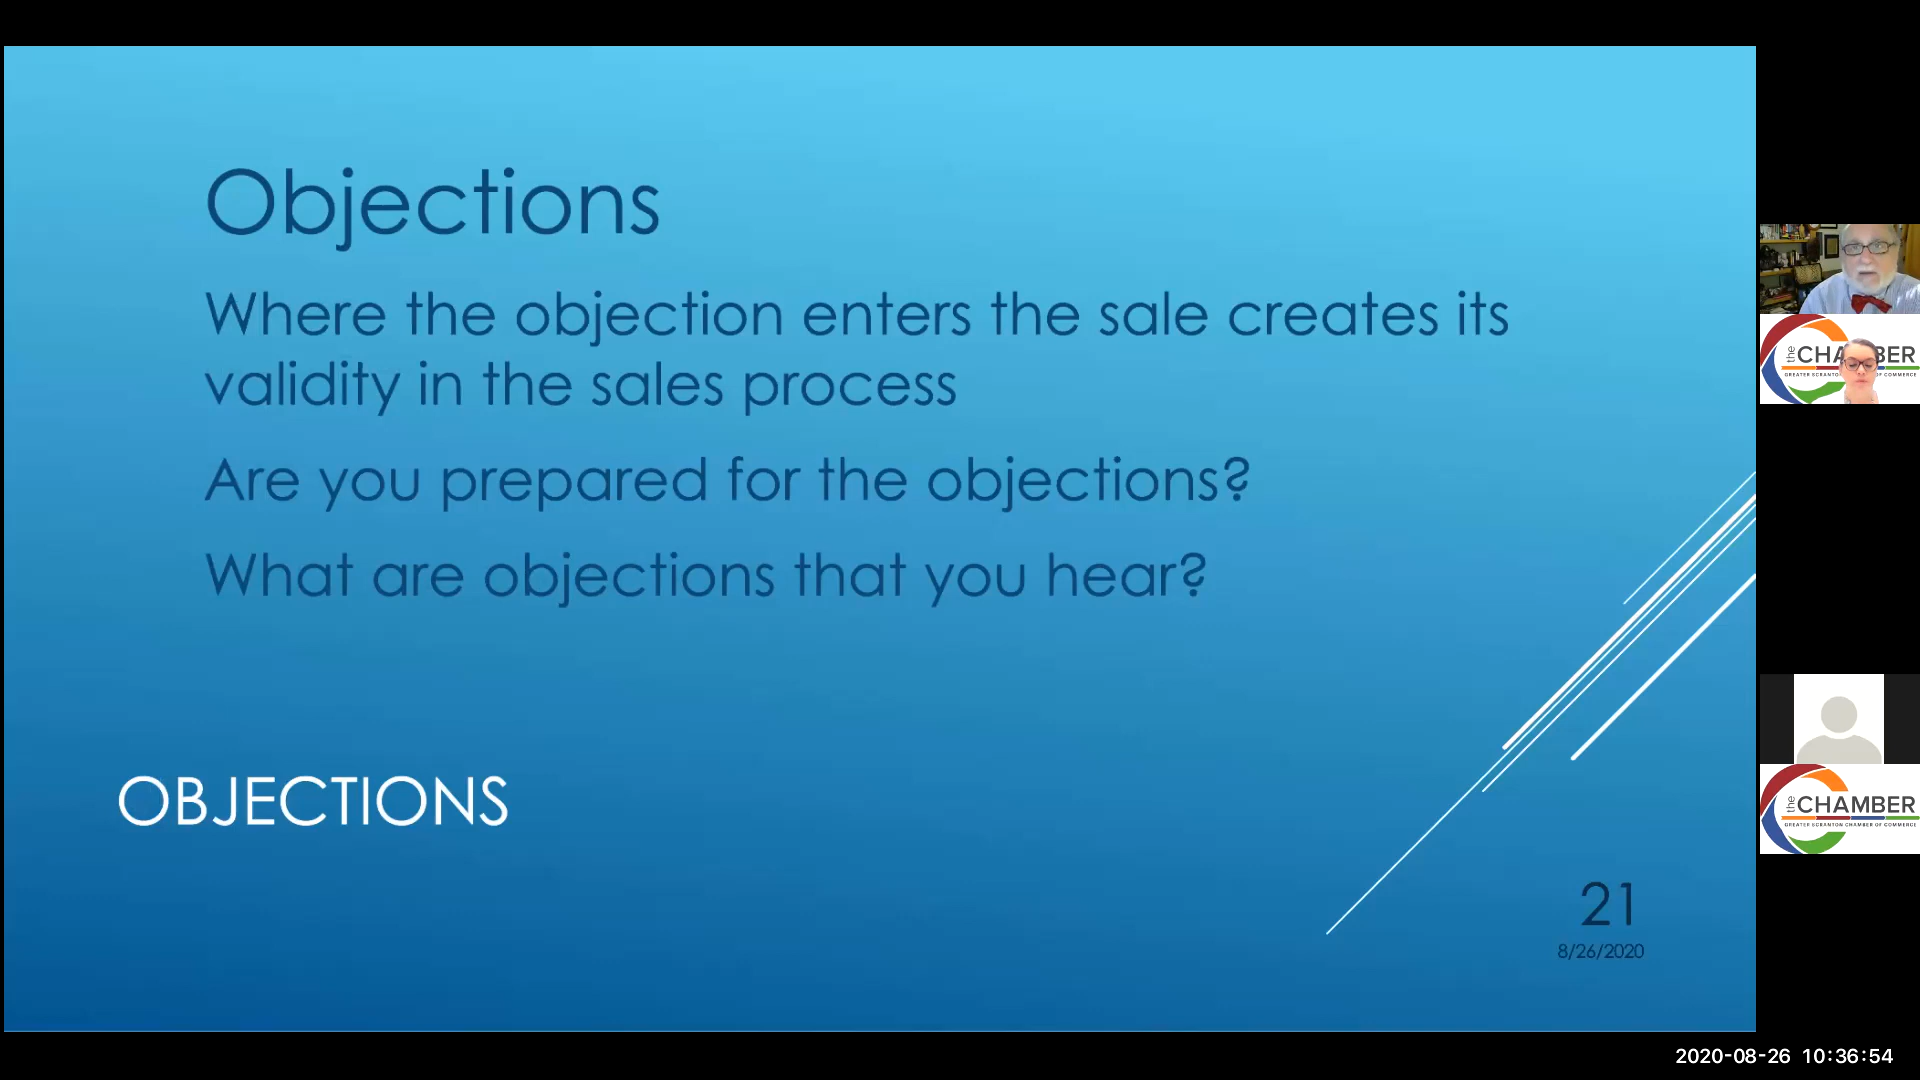 Objections
Where the objection enters the sale creates its
validity in the sales process
Are you prepared for the objections?
What are objections that you hear?
OBJECTIONS
21
8/26/2020
the CHAMBER
GREATER SCRANTON CHAMBER OF COMMERCE
2020-08-26 10:36:54